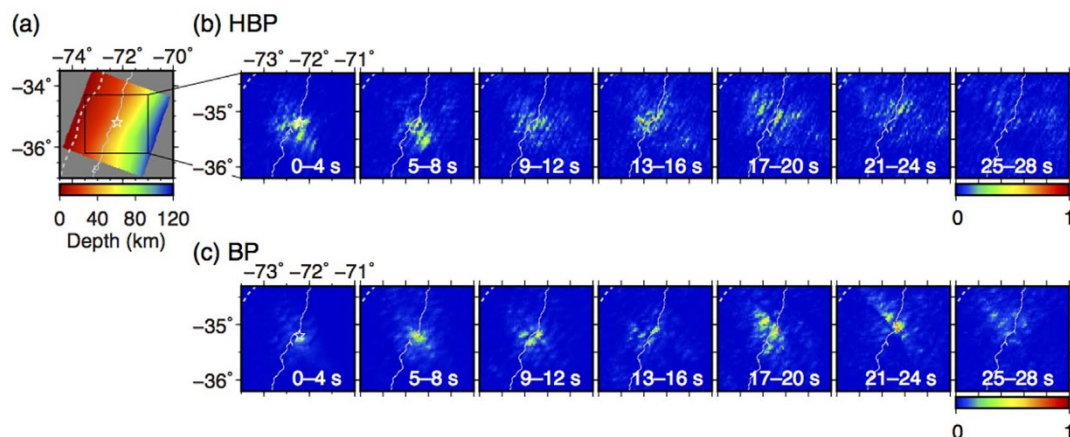 (a)
−74° −72° −70°
−34°
−35°
−36°
0 40 80 120
Depth (km)
(b) HBP
−73° −72° −71°
−35°
−36°
0−4 s 5−8 s 9−12 s 13−16 s 17−20 s 21−24 s 25−28 s
0 1
(c) BP
−73° −72° −71°
−35°
−36°
0−4 s 5−8 s 9−12 s 13−16 s 17−20 s 21−24 s 25−28 s
0 1